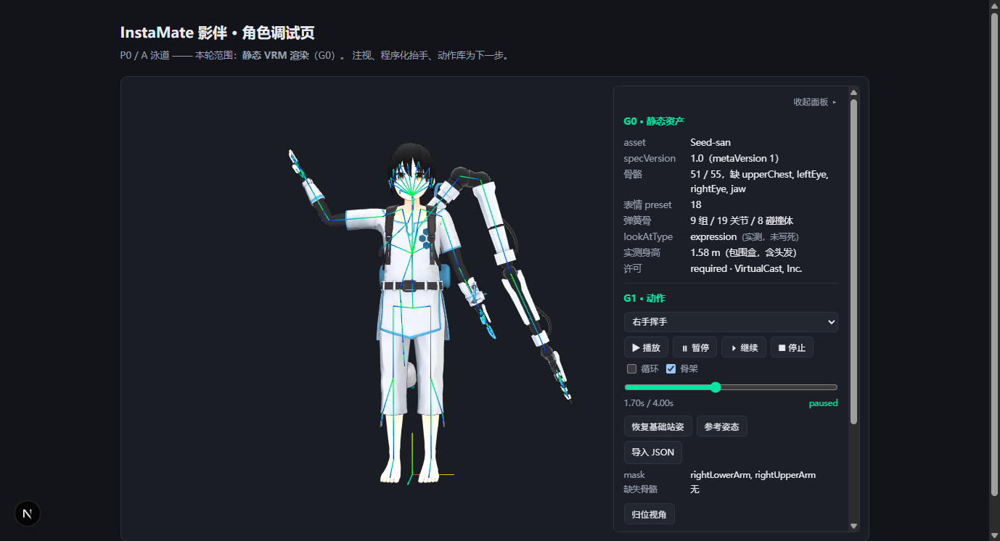 InstaMate 影伴 • 角色调试页
P0 / A 泳道 —— 本轮范围：静态 VRM 渲染（G0）。 注视、程序化抬手、动作库为下一步。
收起面板 ▸
G0 • 静态资产
asset Seed-san
specVersion 1.0（metaVersion 1）
骨骼 51 / 55，缺 upperChest, leftEye,
rightEye, jaw
表情 preset 18
弹簧骨 9 组 / 19 关节 / 8 碰撞体
lookAtType expression（实测，未写死）
实测身高 1.58 m（包围盒，含头发）
许可 required · VirtualCast, Inc.
G1 • 动作
右手挥手
▶ 播放 ⏸ 暂停 ⏵ 继续 ■ 停止
循环 骨架
1.70s / 4.00s paused
恢复基础站姿 参考姿态
导入 JSON
mask rightLowerArm, rightUpperArm
缺失骨骼 无
归位视角
N